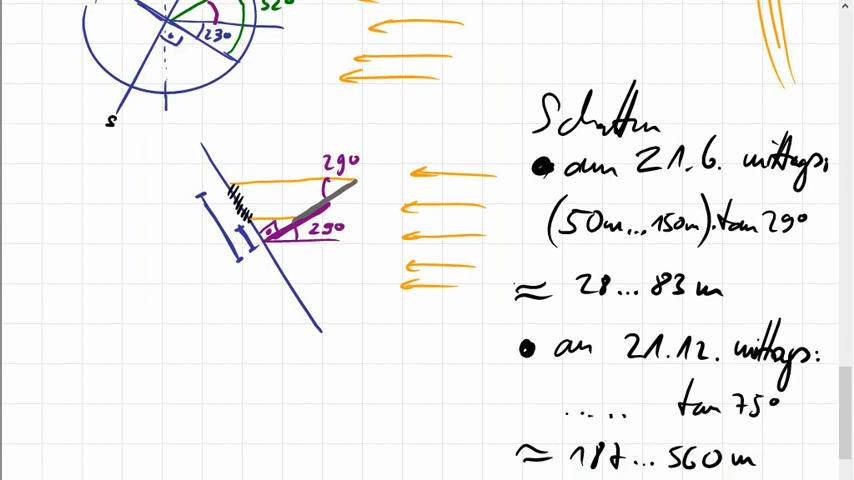 52°
23°
S
29°
29°
Schatten
am 21.6. mittags:
(50m...150m)·tan 29°
≈ 28...83 m
am 21.12. mittags:
..... tan 75°
≈ 187...560 m